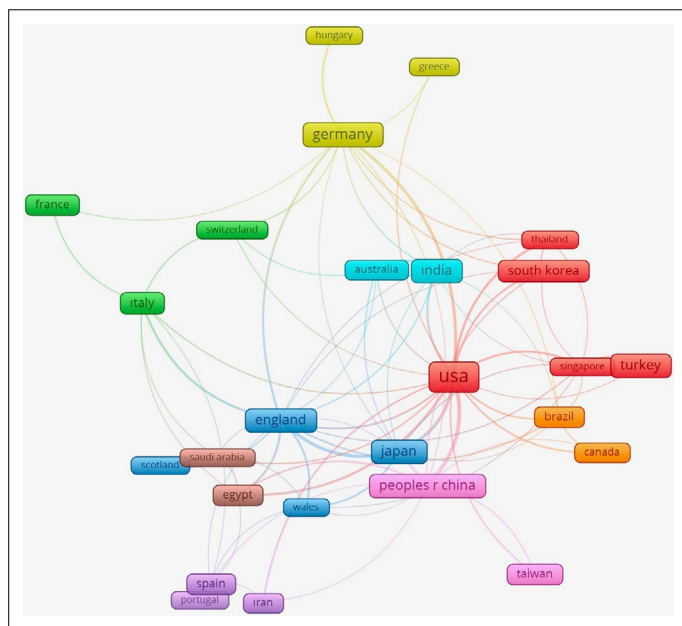 hungary
greece
germany
france
switzerland
thailand
australia
india
south korea
italy
usa
singapore
turkey
brazil
england
japan
canada
saudi arabia
scotland
peoples r china
egypt
wales
taiwan
spain
portugal
iran